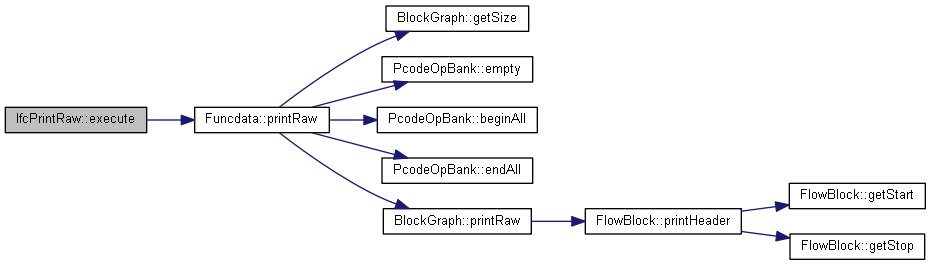 IfcPrintRaw::execute
Funcdata::printRaw
BlockGraph::getSize
PcodeOpBank::empty
PcodeOpBank::beginAll
PcodeOpBank::endAll
BlockGraph::printRaw
FlowBlock::printHeader
FlowBlock::getStart
FlowBlock::getStop